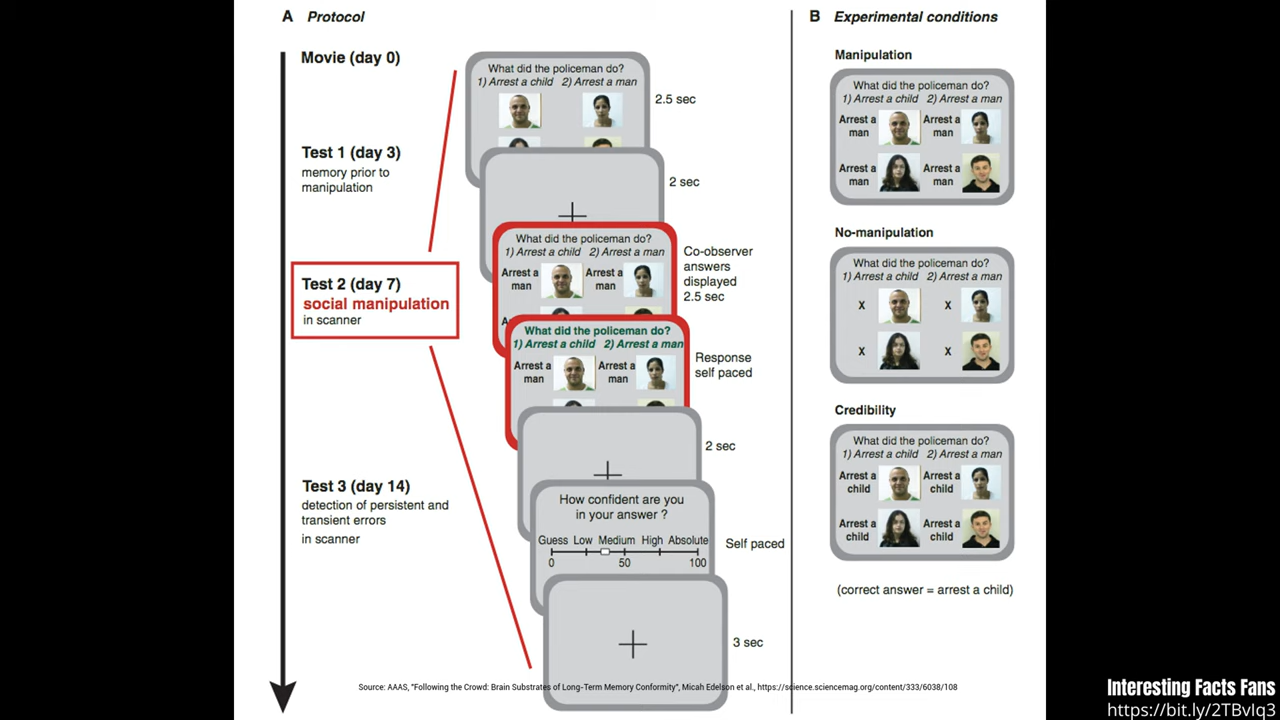 A Protocol
Movie (day 0)
Test 1 (day 3)
memory prior to
manipulation
Test 2 (day 7)
social manipulation
in scanner
Test 3 (day 14)
detection of persistent and
transient errors
in scanner
What did the policeman do?
1) Arrest a child 2) Arrest a man
2.5 sec
2 sec
What did the policeman do?
1) Arrest a child 2) Arrest a man
Arrest a man Arrest a man
A
Co-observer
answers
displayed
2.5 sec
What did the policeman do?
1) Arrest a child 2) Arrest a man
Arrest a man Arrest a man
Response
self paced
2 sec
How confident are you
in your answer ?
Guess Low Medium High Absolute
0 50 100
Self paced
3 sec
B Experimental conditions
Manipulation
What did the policeman do?
1) Arrest a child 2) Arrest a man
Arrest a man Arrest a man
Arrest a man Arrest a man
No-manipulation
What did the policeman do?
1) Arrest a child 2) Arrest a man
X X
X X
Credibility
What did the policeman do?
1) Arrest a child 2) Arrest a man
Arrest a child Arrest a child
Arrest a child Arrest a child
(correct answer = arrest a child)
Source: AAAS, "Following the Crowd: Brain Substrates of Long-Term Memory Conformity", Micah Edelson et al., https://science.sciencemag.org/content/333/6038/108
Interesting Facts Fans
https://bit.ly/2TBvIq3